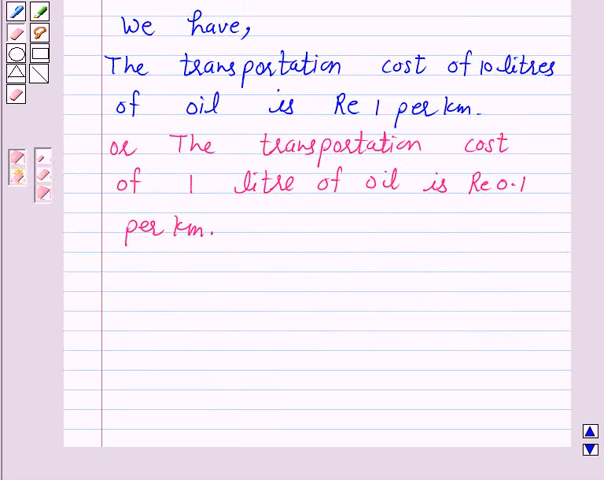 We have,
The transportation cost of 10 litres
of oil is Re 1 per km.
or The transportation cost
of 1 litre of oil is Re 0.1
per km.